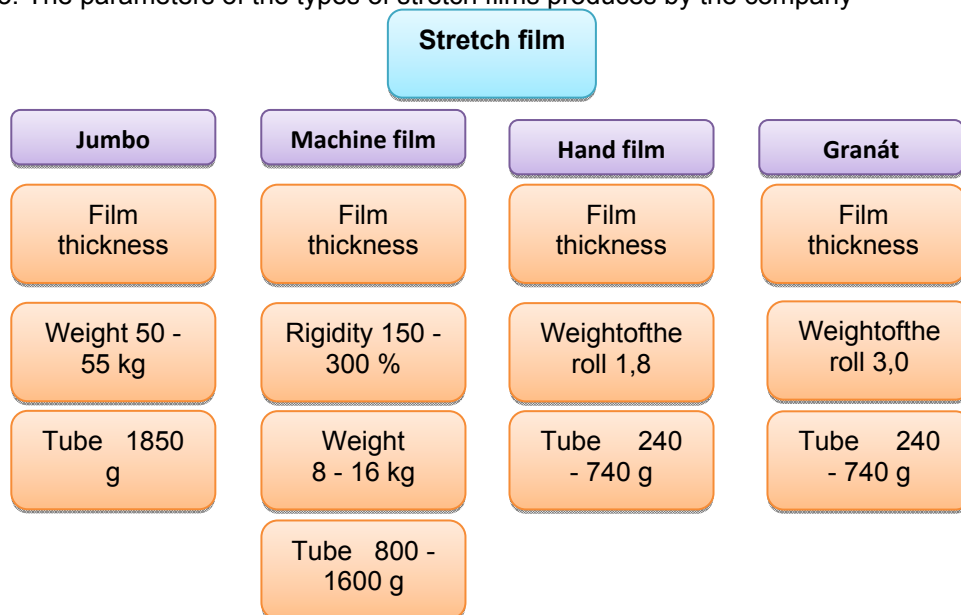 The parameters of the types of stretch films produces by the company
Stretch film
Jumbo
Machine film
Hand film
Granát
Film
thickness
Film
thickness
Film
thickness
Film
thickness
Weight 50 -
55 kg
Rigidity 150 -
300 %
Weightofthe
roll 1,8
Weightofthe
roll 3,0
Tube 1850
g
Weight
8 - 16 kg
Tube 240
- 740 g
Tube 240
- 740 g
Tube 800 -
1600 g